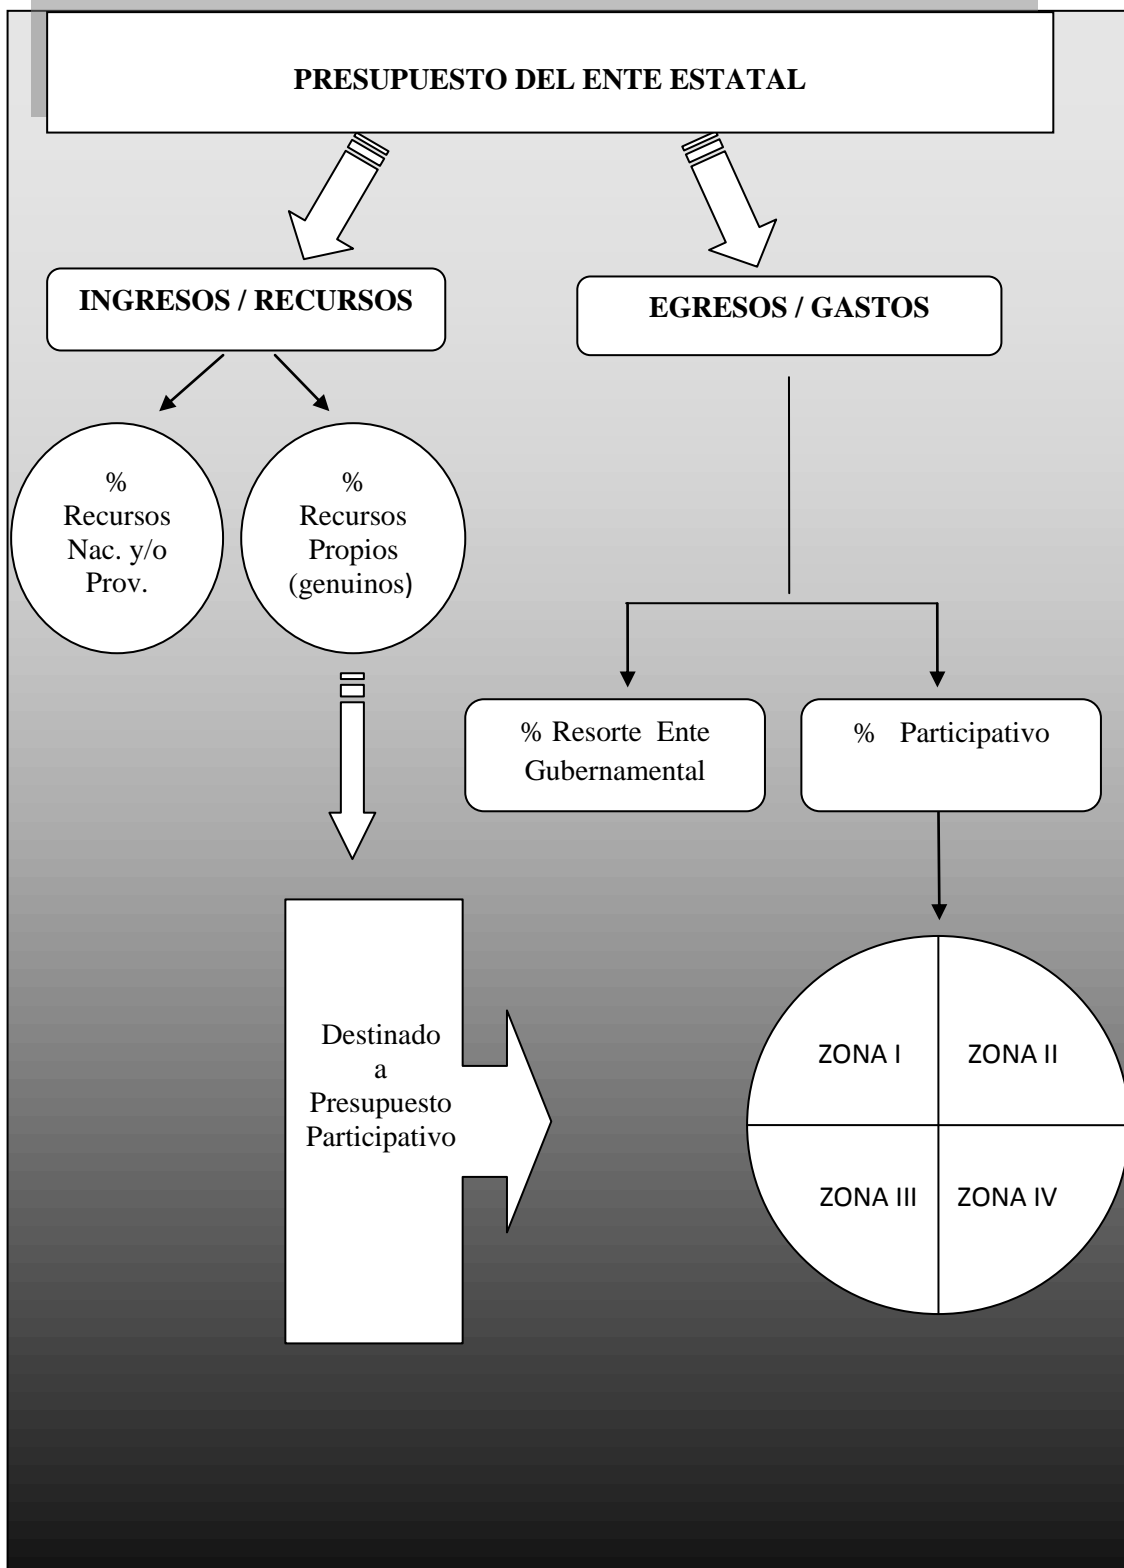 PRESUPUESTO DEL ENTE ESTATAL
INGRESOS / RECURSOS
EGRESOS / GASTOS
%
Recursos
Nac. y/o
Prov.
%
Recursos
Propios
(genuinos)
% Resorte Ente
Gubernamental
% Participativo
Destinado
a
Presupuesto
Participativo
ZONA I
ZONA II
ZONA III
ZONA IV